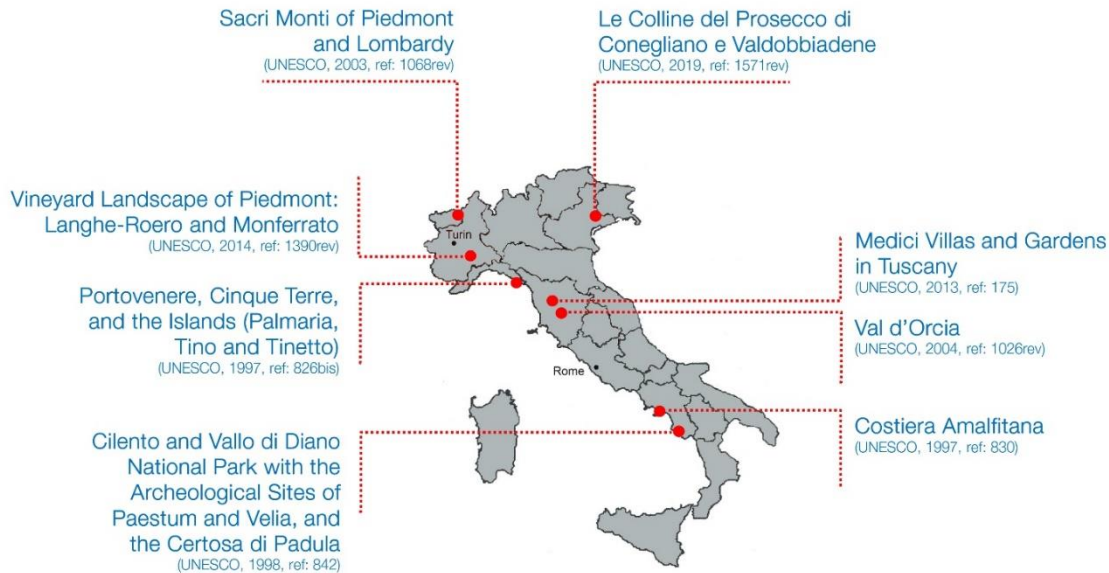 Sacri Monti of Piedmont
and Lombardy
(UNESCO, 2003, ref: 1068rev)
Le Colline del Prosecco di
Conegliano e Valdobbiadene
(UNESCO, 2019, ref: 1571rev)
Vineyard Landscape of Piedmont:
Langhe-Roero and Monferrato
(UNESCO, 2014, ref: 1390rev)
Turin
Medici Villas and Gardens
in Tuscany
(UNESCO, 2013, ref: 175)
Portovenere, Cinque Terre,
and the Islands (Palmaria,
Tino and Tinetto)
(UNESCO, 1997, ref: 826bis)
Val d’Orcia
(UNESCO, 2004, ref: 1026rev)
Rome
Cilento and Vallo di Diano
National Park with the
Archeological Sites of
Paestum and Velia, and
the Certosa di Padula
(UNESCO, 1998, ref: 842)
Costiera Amalfitana
(UNESCO, 1997, ref: 830)